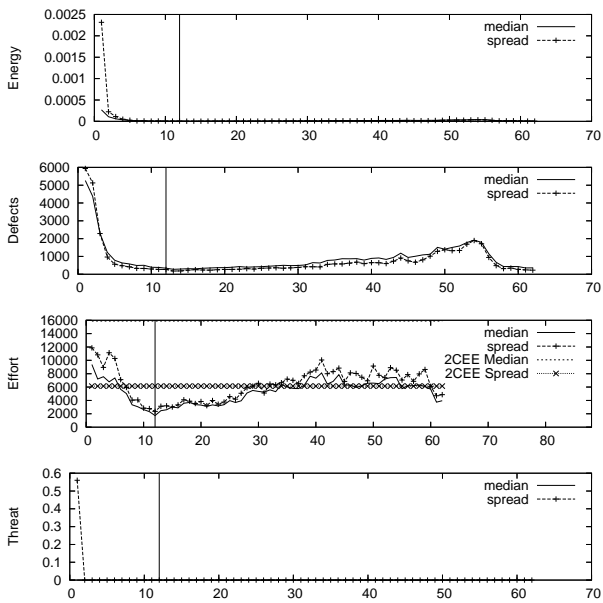 0.0025
0.002
0.0015
0.001
0.0005
0
Energy
median
spread
0 10 20 30 40 50 60 70
6000
5000
4000
3000
2000
1000
0
Defects
median
spread
0 10 20 30 40 50 60 70 80
16000
14000
12000
10000
8000
6000
4000
2000
0
Effort
median
spread
2CEE Median
2CEE Spread
0 10 20 30 40 50 60 70 80
0.6
0.5
0.4
0.3
0.2
0.1
0
Threat
median
spread
0 10 20 30 40 50 60 70